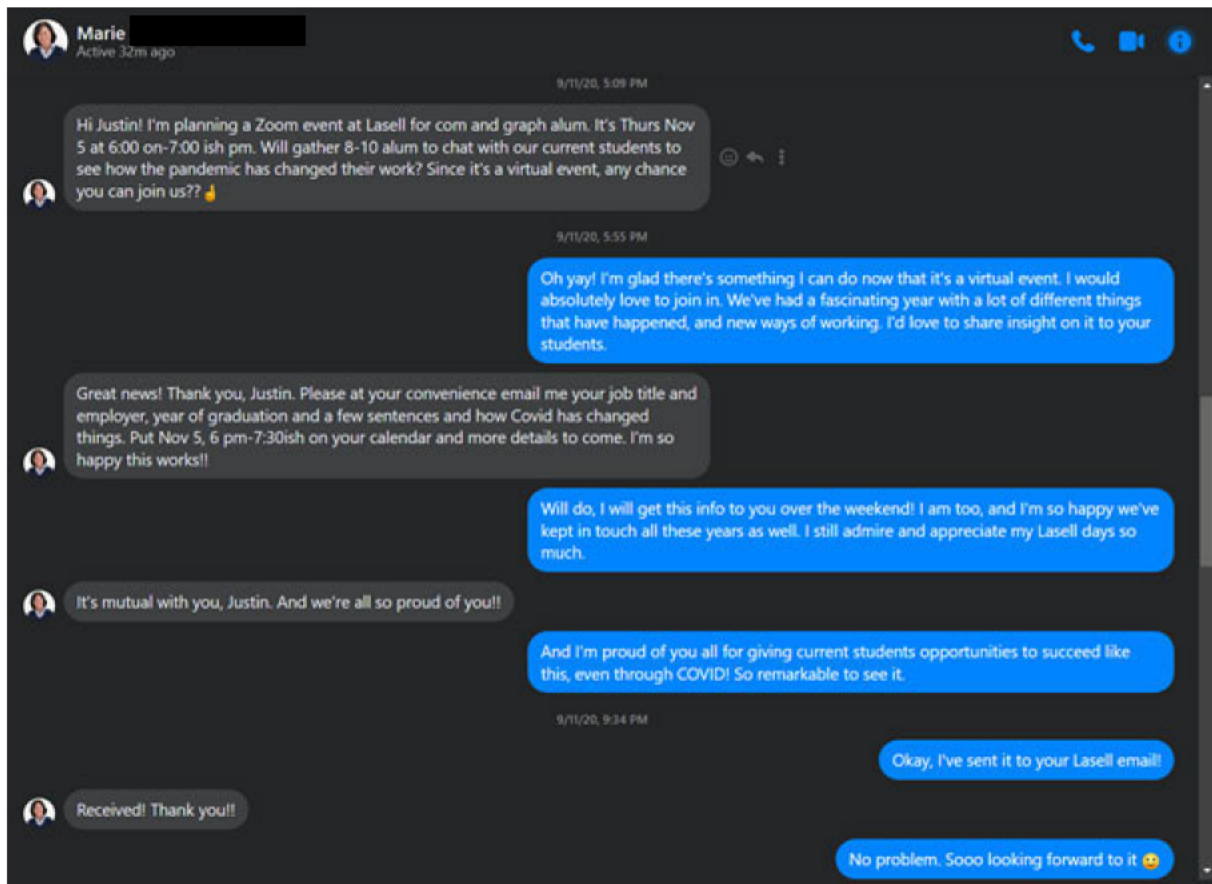 Marie
Active 32m ago
9/11/20, 5:09 PM
Hi Justin! I'm planning a Zoom event at Lasell for com and graph alum. It's Thurs Nov
5 at 6:00 on-7:00 ish pm. Will gather 8-10 alum to chat with our current students to
see how the pandemic has changed their work? Since it's a virtual event, any chance
you can join us??🤞
9/11/20, 5:55 PM
Oh yay! I'm glad there's something I can do now that it's a virtual event. I would
absolutely love to join in. We've had a fascinating year with a lot of different things
that have happened, and new ways of working. I'd love to share insight on it to your
students.
Great news! Thank you, Justin. Please at your convenience email me your job title and
employer, year of graduation and a few sentences and how Covid has changed
things. Put Nov 5, 6 pm-7:30ish on your calendar and more details to come. I'm so
happy this works!!
Will do, I will get this info to you over the weekend! I am too, and I'm so happy we've
kept in touch all these years as well. I still admire and appreciate my Lasell days so
much.
It's mutual with you, Justin. And we're all so proud of you!!
And I'm proud of you all for giving current students opportunities to succeed like
this, even through COVID! So remarkable to see it.
9/11/20, 9:34 PM
Okay, I've sent it to your Lasell email!
Received! Thank you!!
No problem. Sooo looking forward to it 🙂